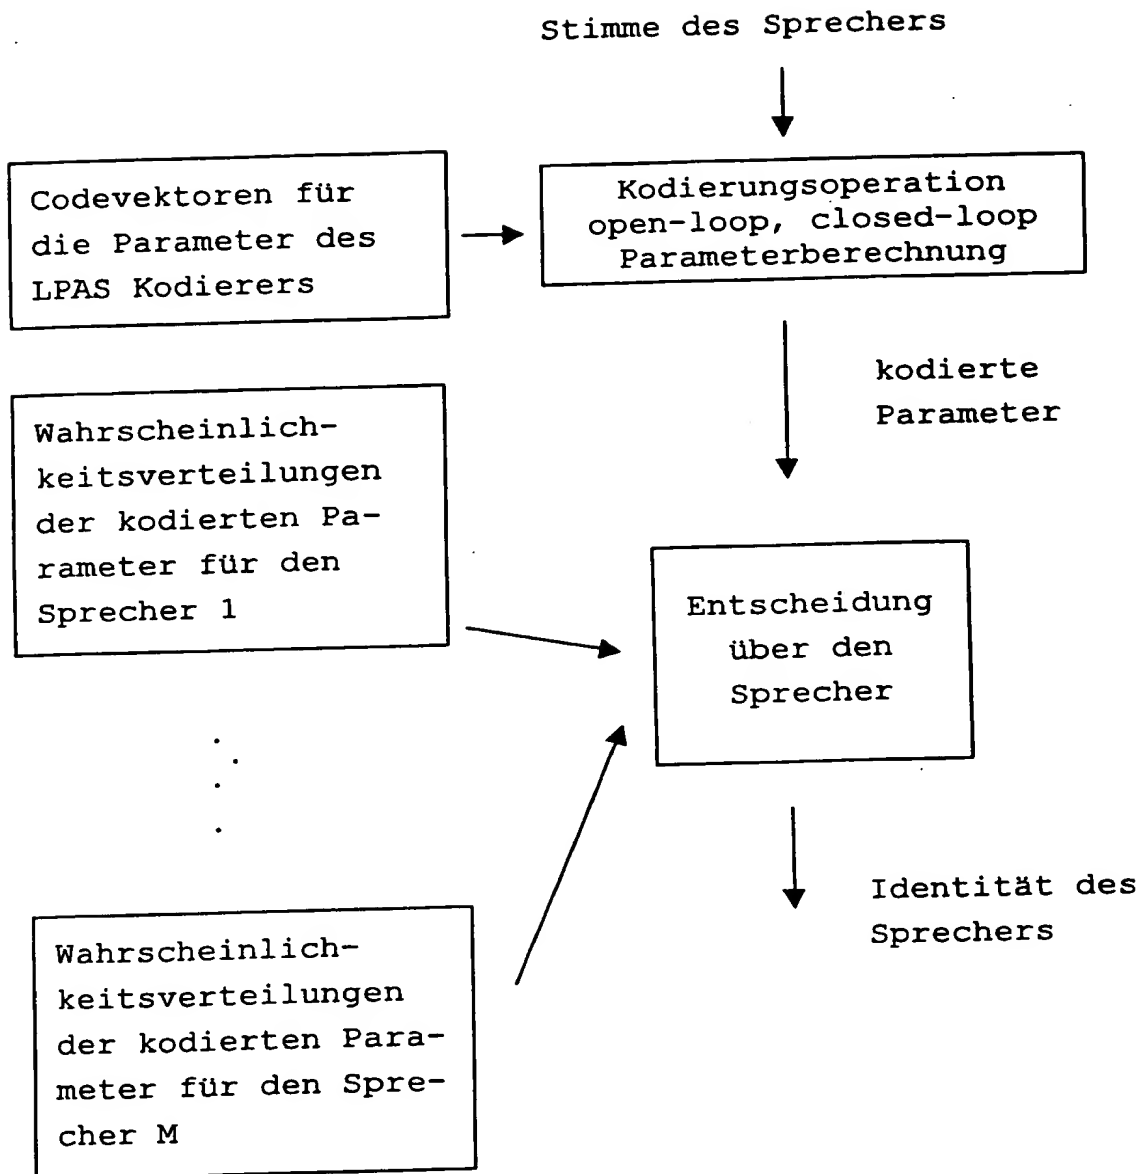 Stimme des Sprechers
Codevektoren für
die Parameter des
LPAS Kodierers
Kodierungsoperation
open-loop, closed-loop
Parameterberechnung
kodierte
Parameter
Wahrscheinlich-
keitsverteilungen
der kodierten Pa-
rameter für den
Sprecher 1
Entscheidung
über den
Sprecher
Identität des
Sprechers
Wahrscheinlich-
keitsverteilungen
der kodierten Para-
meter für den Spre-
cher M